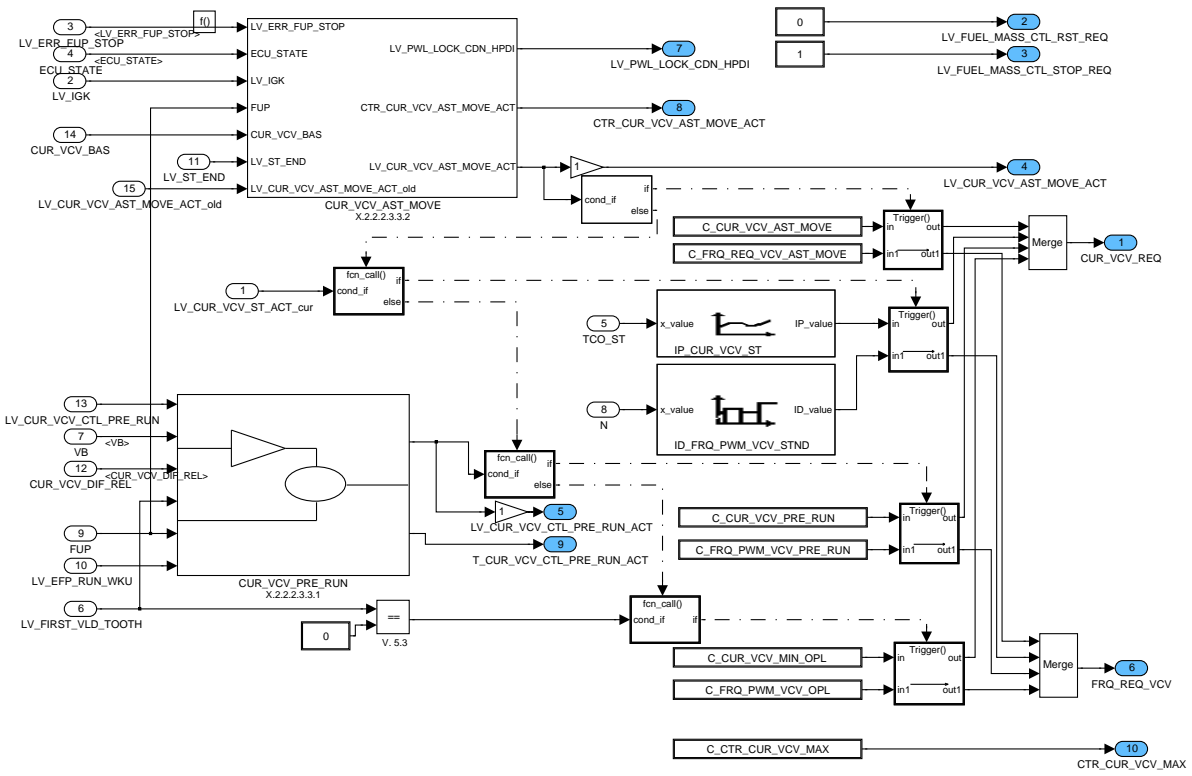 3
LV_ERR_FUP_STOP
<LV_ERR_FUP_STOP>
f()
4
ECU_STATE
<ECU_STATE>
2
LV_IGK
14
CUR_VCV_BAS
11
LV_ST_END
15
LV_CUR_VCV_AST_MOVE_ACT_old
LV_ERR_FUP_STOP
ECU_STATE
LV_IGK
FUP
CUR_VCV_BAS
LV_ST_END
LV_CUR_VCV_AST_MOVE_ACT_old
LV_PWL_LOCK_CDN_HPDI
CTR_CUR_VCV_AST_MOVE_ACT
LV_CUR_VCV_AST_MOVE_ACT
CUR_VCV_AST_MOVE
X.2.2.2.3.3.2
7
LV_PWL_LOCK_CDN_HPDI
8
CTR_CUR_VCV_AST_MOVE_ACT
0
2
LV_FUEL_MASS_CTL_RST_REQ
1
3
LV_FUEL_MASS_CTL_STOP_REQ
1
4
LV_CUR_VCV_AST_MOVE_ACT
cond_if
if
else
C_CUR_VCV_AST_MOVE
C_FRQ_REQ_VCV_AST_MOVE
Trigger()
in
out
in1
out1
Merge
1
CUR_VCV_REQ
1
LV_CUR_VCV_ST_ACT_cur
fcn_call()
cond_if
if
else
5
TCO_ST
x_value
IP_value
IP_CUR_VCV_ST
8
N
x_value
ID_value
ID_FRQ_PWM_VCV_STND
Trigger()
in
out
in1
out1
13
LV_CUR_VCV_CTL_PRE_RUN
7
VB
<VB>
12
CUR_VCV_DIF_REL
<CUR_VCV_DIF_REL>
9
FUP
10
LV_EFP_RUN_WKU
6
LV_FIRST_VLD_TOOTH
CUR_VCV_PRE_RUN
X.2.2.2.3.3.1
fcn_call()
cond_if
if
else
1
5
LV_CUR_VCV_CTL_PRE_RUN_ACT
9
T_CUR_VCV_CTL_PRE_RUN_ACT
C_CUR_VCV_PRE_RUN
C_FRQ_PWM_VCV_PRE_RUN
Trigger()
in
out
in1
out1
0
==
V. 5.3
fcn_call()
cond_if
if
C_CUR_VCV_MIN_OPL
C_FRQ_PWM_VCV_OPL
Trigger()
in
out
in1
out1
Merge
6
FRQ_REQ_VCV
C_CTR_CUR_VCV_MAX
10
CTR_CUR_VCV_MAX